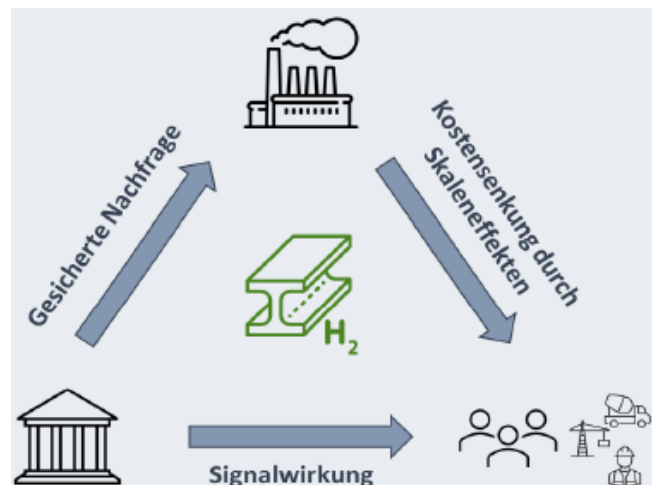 Gesicherte Nachfrage
Kostensenkung durch
Skaleneffekten
H₂
Signalwirkung